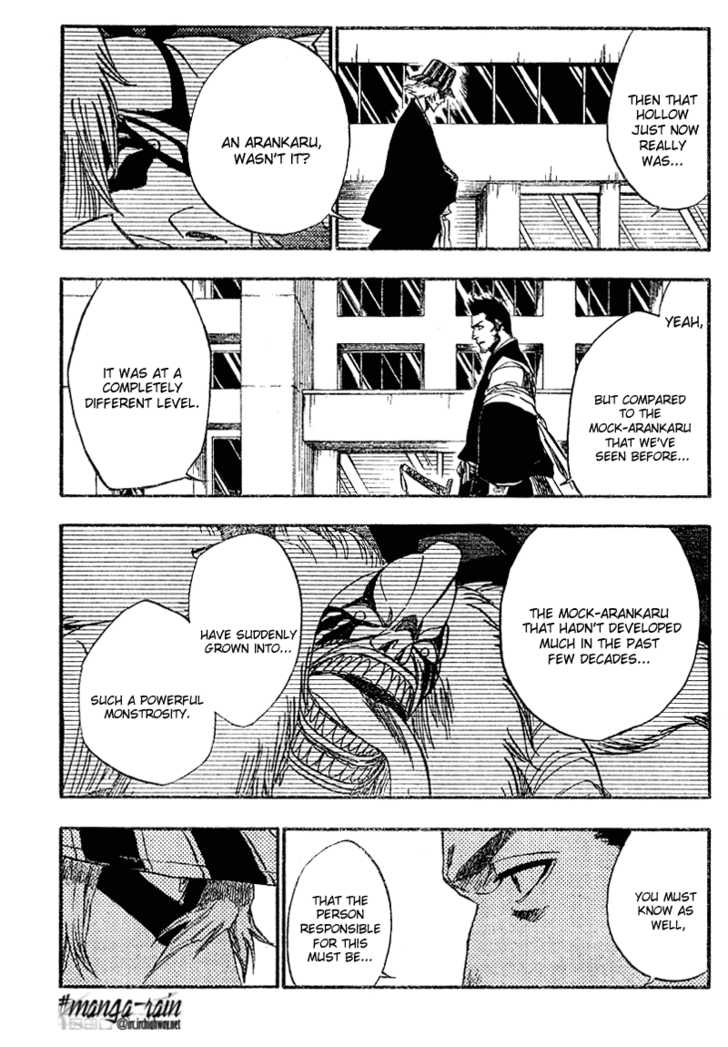 THEN THAT
HOLLOW
JUST NOW
REALLY
WAS...
AN ARANKARU,
WASN'T IT?
YEAH,
BUT COMPARED
TO THE
MOCK-ARANKARU
THAT WE'VE
SEEN BEFORE...
IT WAS AT A
COMPLETELY
DIFFERENT LEVEL.
THE MOCK-ARANKARU
THAT HADN'T DEVELOPED
MUCH IN THE PAST
FEW DECADES...
HAVE SUDDENLY
GROWN INTO...
SUCH A POWERFUL
MONSTROSITY.
YOU MUST
KNOW AS
WELL,
THAT THE
PERSON
RESPONSIBLE
FOR THIS
MUST BE...
#manga-rain
@irc.irchighway.net